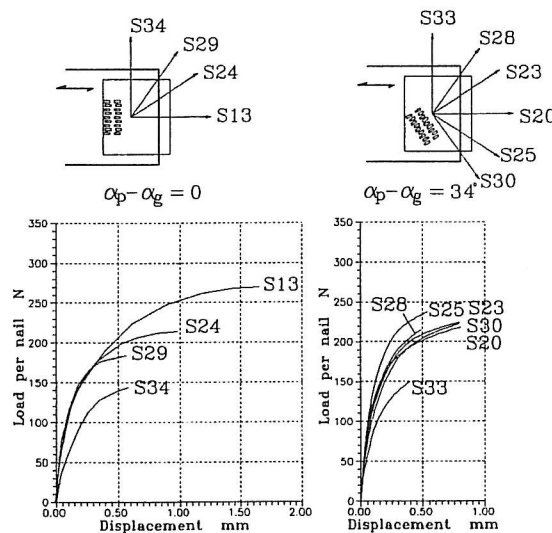 S34
S29
S24
S13
αp-αg = 0
S33
S28
S23
S20
S25
S30
αp-αg = 34°
350
300
250
200
150
100
50
0
Load per nail N
S13
S24
S29
S34
0.00 0.50 1.00 1.50 2.00
Displacement mm
350
300
250
200
150
100
50
0
Load per nail N
S28 S25 S23
S30
S20
S33
0.00 0.50 1.00
Displacement mm